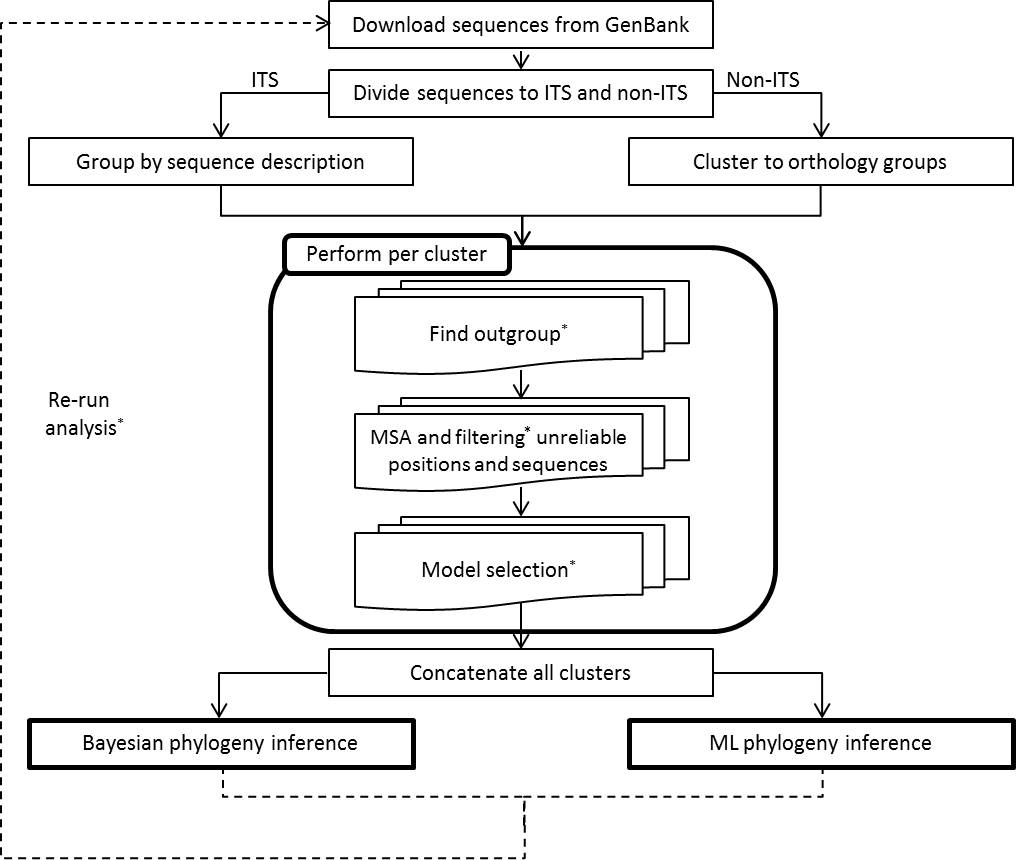 Download sequences from GenBank
ITS
Divide sequences to ITS and non-ITS
Non-ITS
Group by sequence description
Cluster to orthology groups
Perform per cluster
Find outgroup*
Re-run
analysis*
MSA and filtering* unreliable
positions and sequences
Model selection*
Concatenate all clusters
Bayesian phylogeny inference
ML phylogeny inference